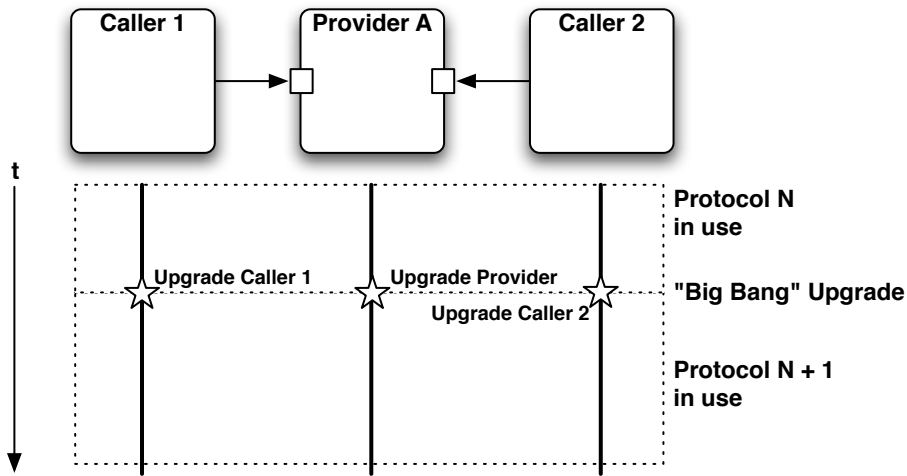 Caller 1
Provider A
Caller 2
t
Protocol N
in use
Upgrade Caller 1
Upgrade Provider
"Big Bang" Upgrade
Upgrade Caller 2
Protocol N + 1
in use